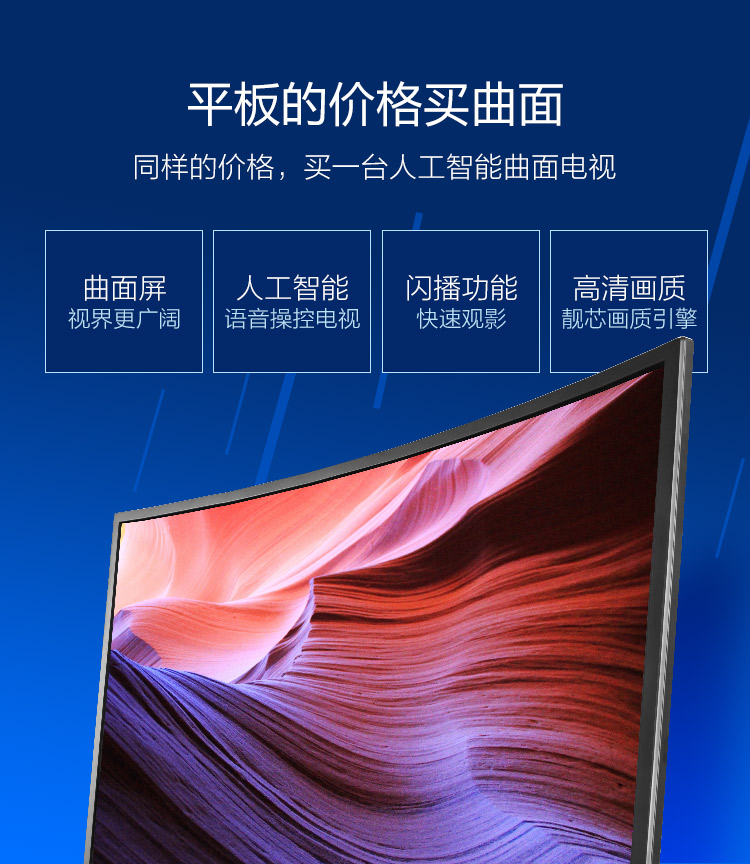 平板的价格买曲面
同样的价格，买一台人工智能曲面电视
曲面屏
视界更广阔
人工智能
语音操控电视
闪播功能
快速观影
高清画质
靓芯画质引擎